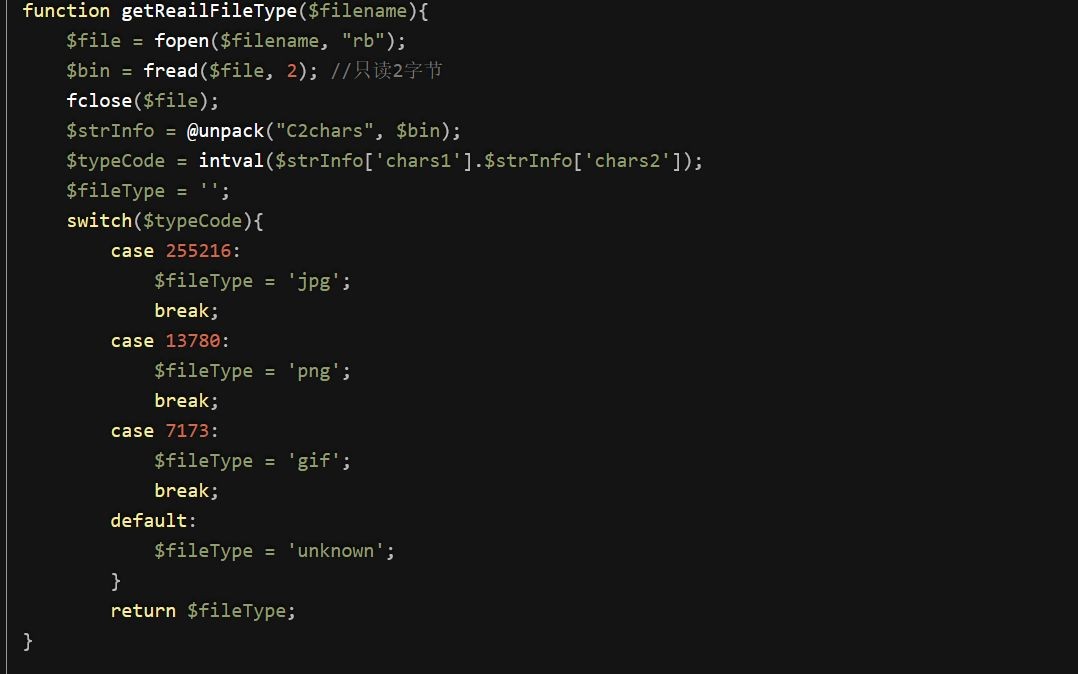 function getReailFileType($filename){
    $file = fopen($filename, "rb");
    $bin = fread($file, 2); //只读2字节
    fclose($file);
    $strInfo = @unpack("C2chars", $bin);
    $typeCode = intval($strInfo['chars1'].$strInfo['chars2']);
    $fileType = '';
    switch($typeCode){
        case 255216:
            $fileType = 'jpg';
            break;
        case 13780:
            $fileType = 'png';
            break;
        case 7173:
            $fileType = 'gif';
            break;
        default:
            $fileType = 'unknown';
        }
        return $fileType;
}